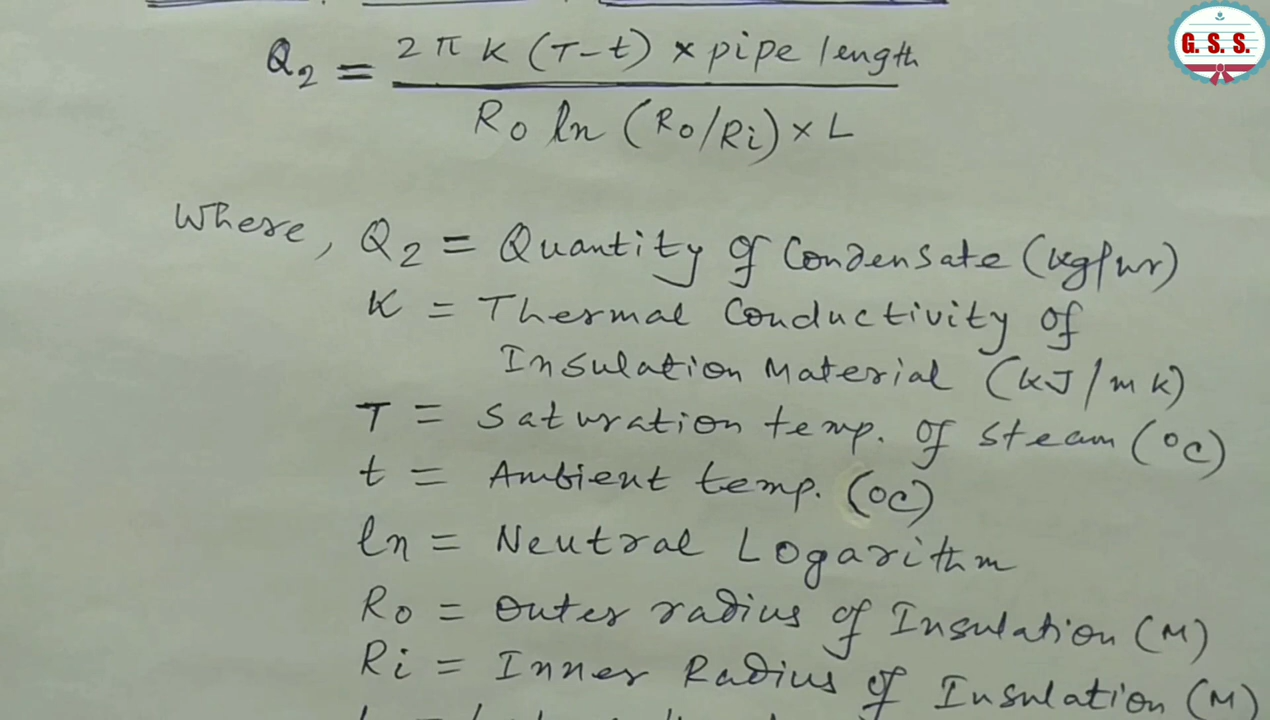 G. S. S.
Q2 = 2 π K (T-t) × pipe length
Ro ln (Ro/Ri) × L
Where, Q2 = Quantity of Condensate (kg/hr)
K = Thermal Conductivity of
Insulation Material (kJ/mk)
T = Saturation temp. of steam (°C)
t = Ambient temp. (°C)
ln = Neutral Logarithm
Ro = Outer radius of Insulation (M)
Ri = Inner Radius of Insulation (M)